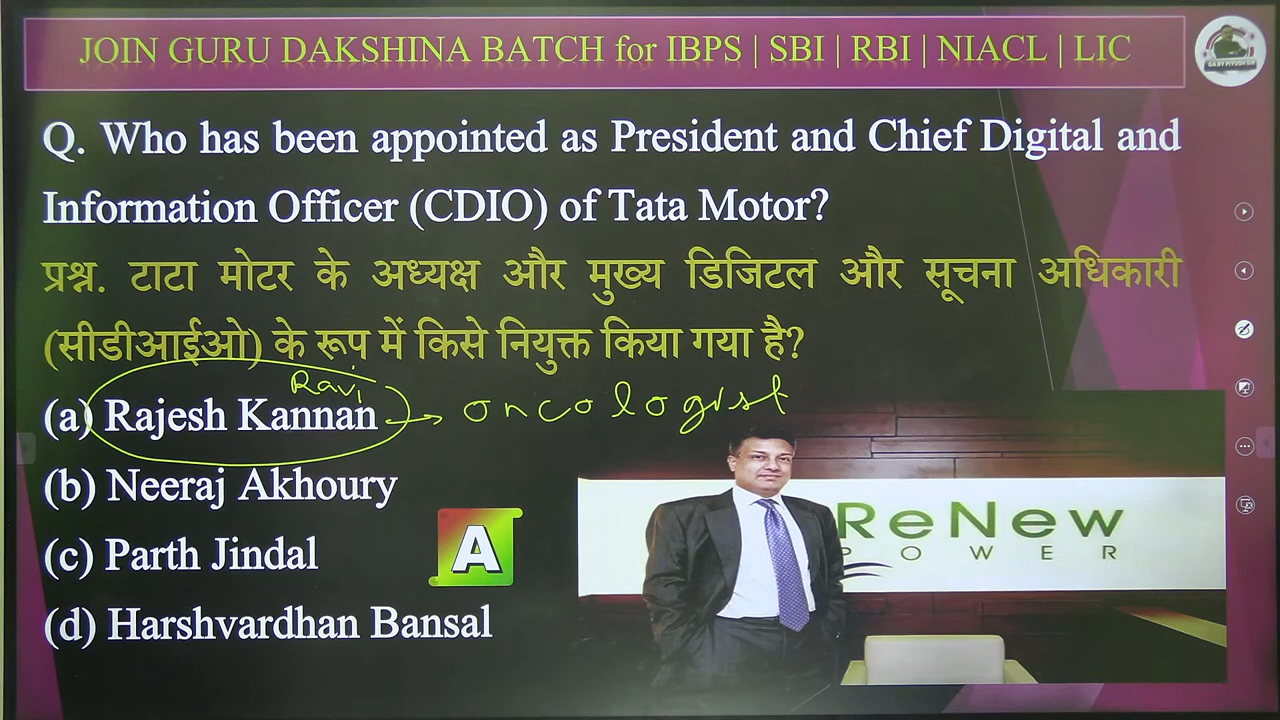 JOIN GURU DAKSHINA BATCH for IBPS | SBI | RBI | NIACL | LIC
Q. Who has been appointed as President and Chief Digital and
Information Officer (CDIO) of Tata Motor?
प्रश्न. टाटा मोटर के अध्यक्ष और मुख्य डिजिटल और सूचना अधिकारी
(सीडीआईओ) के रूप में किसे नियुक्त किया गया है?
Ravi
(a) Rajesh Kannan → oncologist
(b) Neeraj Akhoury
(c) Parth Jindal
(d) Harshvardhan Bansal
A
ReNew
POWER